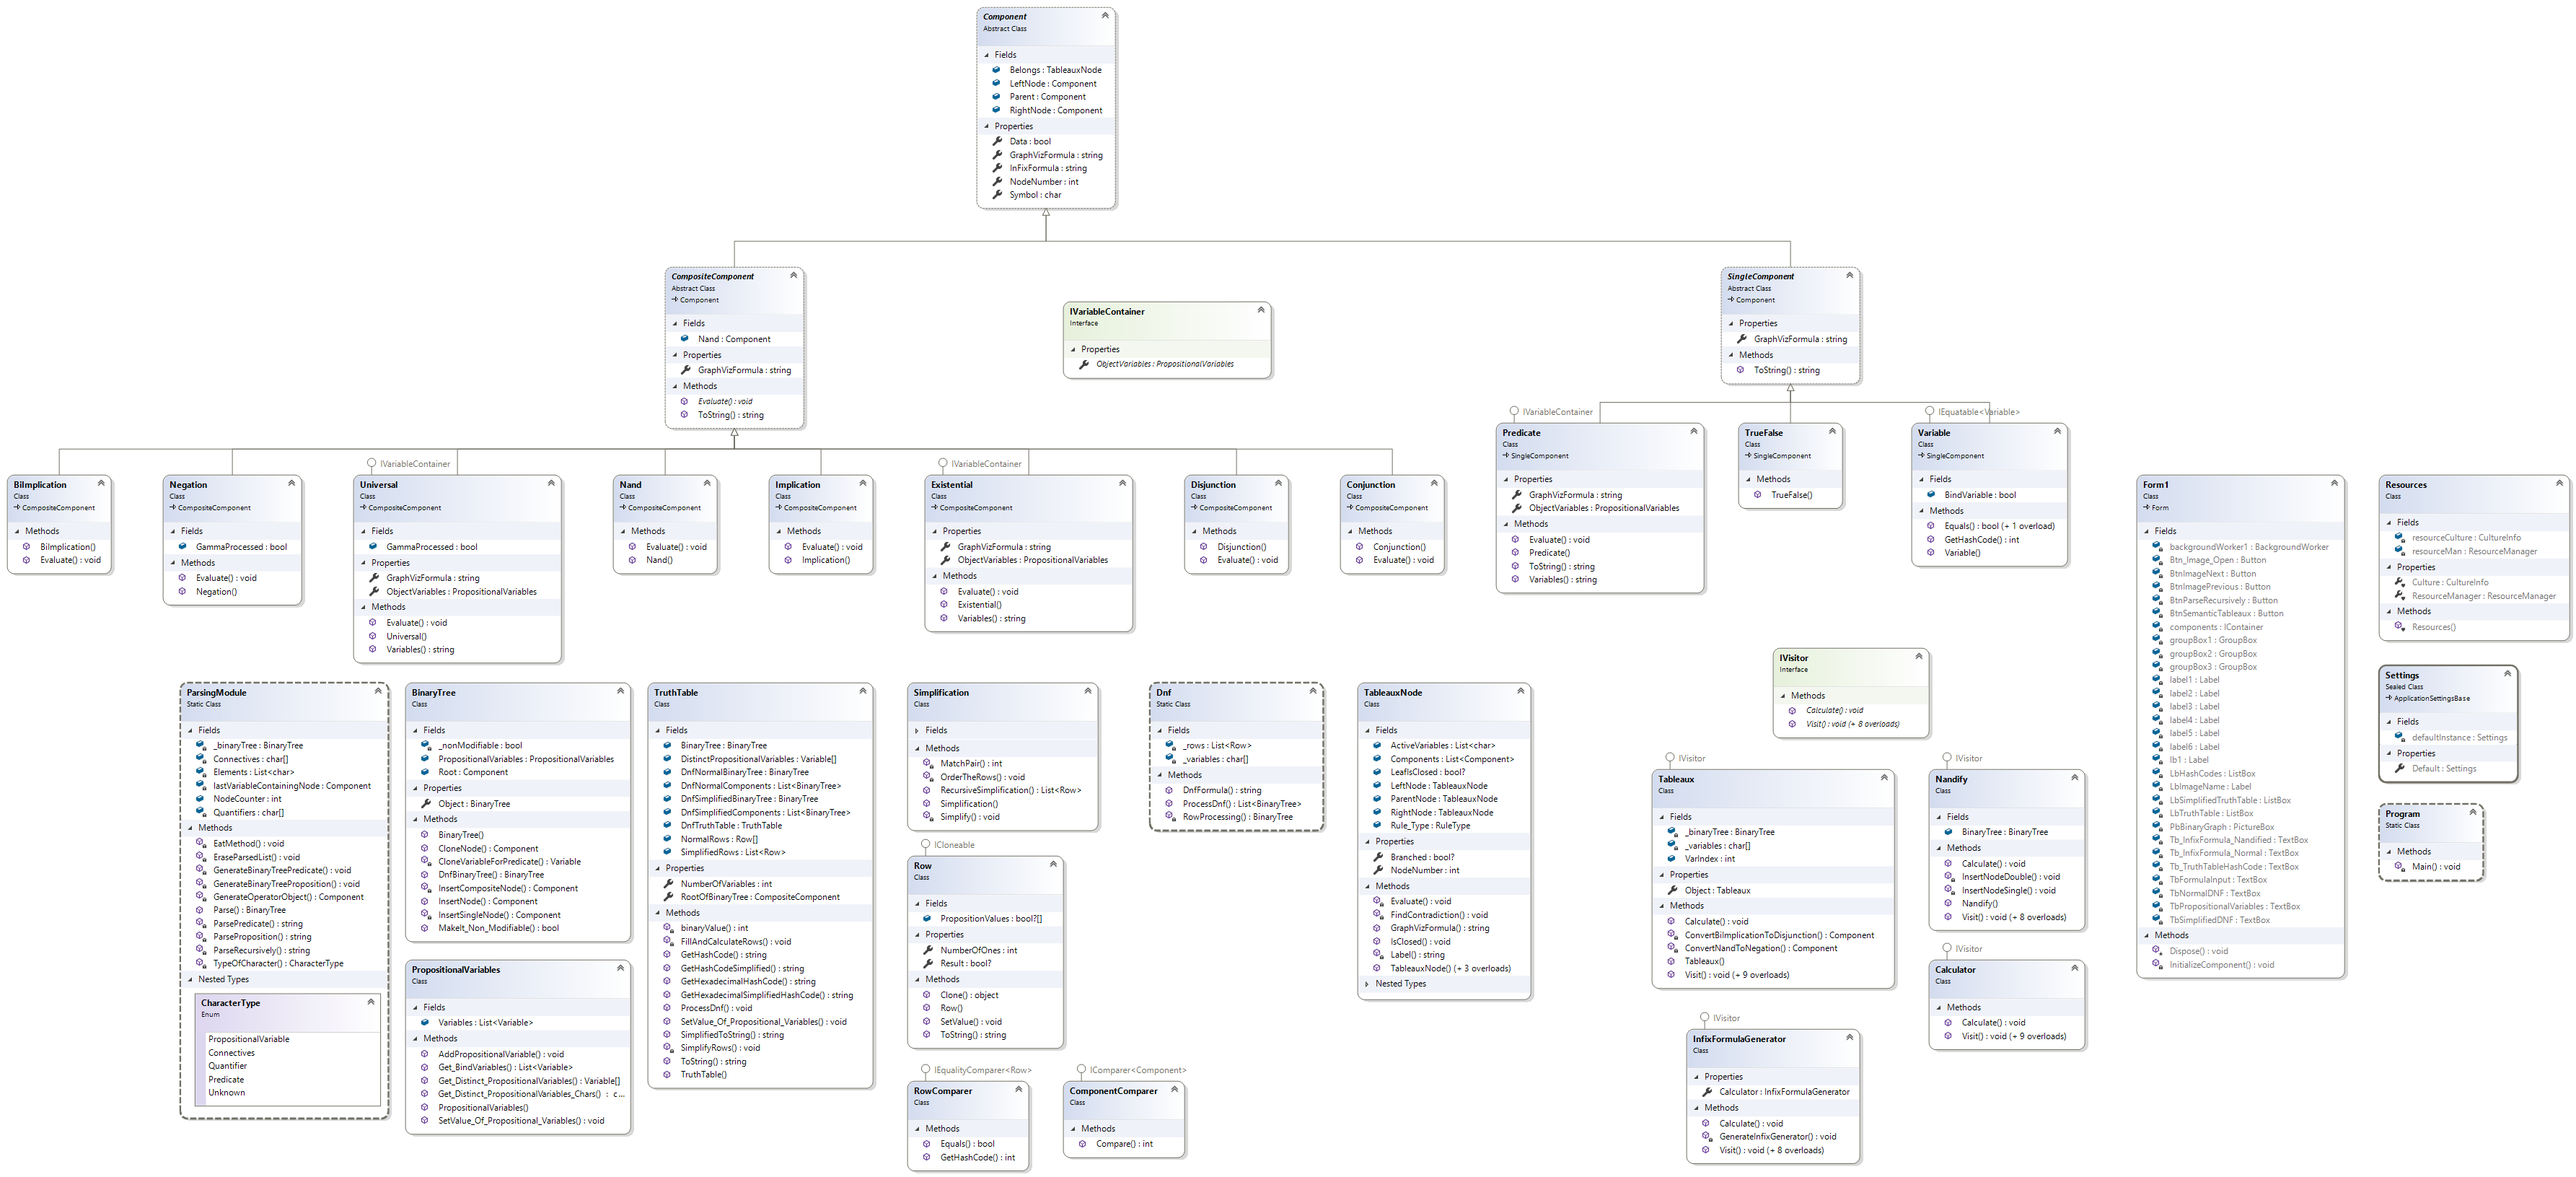 Component
Abstract Class
Fields
Belongs : TableauxNode
LeftNode : Component
Parent : Component
RightNode : Component
Properties
Data : bool
GraphVizFormula : string
InFixFormula : string
NodeNumber : int
Symbol : char
CompositeComponent
Abstract Class
Component
Fields
Nand : Component
Properties
GraphVizFormula : string
Methods
Evaluate() : void
ToString() : string
IVariableContainer
Interface
Properties
ObjectVariables : PropositionalVariables
SingleComponent
Abstract Class
Component
Properties
GraphVizFormula : string
Methods
ToString() : string
BiImplication
Class
CompositeComponent
Methods
BiImplication()
Evaluate() : void
Negation
Class
CompositeComponent
Fields
GammaProcessed : bool
Methods
Evaluate() : void
Negation()
IVariableContainer
Universal
Class
CompositeComponent
Fields
GammaProcessed : bool
Properties
GraphVizFormula : string
ObjectVariables : PropositionalVariables
Methods
Evaluate() : void
Universal()
Variables() : string
Nand
Class
CompositeComponent
Methods
Evaluate() : void
Nand()
Implication
Class
CompositeComponent
Methods
Evaluate() : void
Implication()
IVariableContainer
Existential
Class
CompositeComponent
Properties
GraphVizFormula : string
ObjectVariables : PropositionalVariables
Methods
Evaluate() : void
Existential()
Variables() : string
Disjunction
Class
CompositeComponent
Methods
Disjunction()
Evaluate() : void
Conjunction
Class
CompositeComponent
Methods
Conjunction()
Evaluate() : void
IVariableContainer
Predicate
Class
SingleComponent
Properties
GraphVizFormula : string
ObjectVariables : PropositionalVariables
Methods
Evaluate() : void
Predicate()
ToString() : string
Variables() : string
TrueFalse
Class
SingleComponent
Methods
TrueFalse()
IEquatable<Variable>
Variable
Class
SingleComponent
Fields
BindVariable : bool
Methods
Equals() : bool (+ 1 overload)
GetHashCode() : int
Variable()
Form1
Class
Form
Fields
backgroundWorker1 : BackgroundWorker
Btn_Image_Open : Button
BtnImageNext : Button
BtnImagePrevious : Button
BtnParseRecursively : Button
BtnSemanticTableaux : Button
components : IContainer
groupBox1 : GroupBox
groupBox2 : GroupBox
groupBox3 : GroupBox
label1 : Label
label2 : Label
label3 : Label
label4 : Label
label5 : Label
label6 : Label
lb1 : Label
LbHashCodes : ListBox
LbImageName : Label
LbSimplifiedTruthTable : ListBox
LbTruthTable : ListBox
PbBinaryGraph : PictureBox
Tb_InfixFormula_Nandified : TextBox
Tb_InfixFormula_Normal : TextBox
Tb_TruthTableHashCode : TextBox
TbFormulaInput : TextBox
TbNormalDNF : TextBox
TbPropositionalVariables : TextBox
TbSimplifiedDNF : TextBox
Methods
Dispose() : void
InitializeComponent() : void
Resources
Class
Fields
resourceCulture : CultureInfo
resourceMan : ResourceManager
Properties
Culture : CultureInfo
ResourceManager : ResourceManager
Methods
Resources()
Settings
Sealed Class
ApplicationSettingsBase
Fields
defaultInstance : Settings
Properties
Default : Settings
Program
Static Class
Methods
Main() : void
ParsingModule
Static Class
Fields
_binaryTree : BinaryTree
Connectives : char[]
Elements : List<char>
lastVariableContainingNode : Component
NodeCounter : int
Quantifiers : char[]
Methods
EatMethod() : void
EraseParsedList() : void
GenerateBinaryTreePredicate() : void
GenerateBinaryTreeProposition() : void
GenerateOperatorObject() : Component
Parse() : BinaryTree
ParsePredicate() : string
ParseProposition() : string
ParseRecursively() : string
TypeOfCharacter() : CharacterType
Nested Types
CharacterType
Enum
PropositionalVariable
Connectives
Quantifier
Predicate
Unknown
BinaryTree
Class
Fields
_nonModifiable : bool
PropositionalVariables : PropositionalVariables
Root : Component
Properties
Object : BinaryTree
Methods
BinaryTree()
CloneNode() : Component
CloneVariableForPredicate() : Variable
DnfBinaryTree() : BinaryTree
InsertCompositeNode() : Component
InsertNode() : Component
InsertSingleNode() : Component
MakeIt_Non_Modifiable() : bool
PropositionalVariables
Class
Fields
Variables : List<Variable>
Methods
AddPropositionalVariable() : void
Get_BindVariables() : List<Variable>
Get_Distinct_PropositionalVariables() : Variable[]
Get_Distinct_PropositionalVariables_Chars() : c...
PropositionalVariables()
SetValue_Of_Propositional_Variables() : void
TruthTable
Class
Fields
BinaryTree : BinaryTree
DistinctPropositionalVariables : Variable[]
DnfNormalBinaryTree : BinaryTree
DnfNormalComponents : List<BinaryTree>
DnfSimplifiedBinaryTree : BinaryTree
DnfSimplifiedComponents : List<BinaryTree>
DnfTruthTable : TruthTable
NormalRows : Row[]
SimplifiedRows : List<Row>
Properties
NumberOfVariables : int
RootOfBinaryTree : CompositeComponent
Methods
binaryValue() : int
FillAndCalculateRows() : void
GetHashCode() : string
GetHashCodeSimplified() : string
GetHexadecimalHashCode() : string
GetHexadecimalSimplifiedHashCode() : string
ProcessDnf() : void
SetValue_Of_Propositional_Variables() : void
SimplifiedToString() : string
SimplifyRows() : void
ToString() : string
TruthTable()
Simplification
Class
Fields
Methods
MatchPair() : int
OrderTheRows() : void
RecursiveSimplification() : List<Row>
Simplification()
Simplify() : void
ICloneable
Row
Class
Fields
PropositionValues : bool?[]
Properties
NumberOfOnes : int
Result : bool?
Methods
Clone() : object
Row()
SetValue() : void
ToString() : string
IEqualityComparer<Row>
RowComparer
Class
Methods
Equals() : bool
GetHashCode() : int
IComparer<Component>
ComponentComparer
Class
Methods
Compare() : int
Dnf
Static Class
Fields
_rows : List<Row>
_variables : char[]
Methods
DnfFormula() : string
ProcessDnf() : List<BinaryTree>
RowProcessing() : BinaryTree
TableauxNode
Class
Fields
ActiveVariables : List<char>
Components : List<Component>
LeafIsClosed : bool?
LeftNode : TableauxNode
ParentNode : TableauxNode
RightNode : TableauxNode
Rule_Type : RuleType
Properties
Branched : bool?
NodeNumber : int
Methods
Evaluate() : void
FindContradiction() : void
GraphVizFormula() : string
IsClosed() : void
Label() : string
TableauxNode() (+ 3 overloads)
Nested Types
IVisitor
Interface
Methods
Calculate() : void
Visit() : void (+ 8 overloads)
IVisitor
Tableaux
Class
Fields
_binaryTree : BinaryTree
_variables : char[]
VarIndex : int
Properties
Object : Tableaux
Methods
Calculate() : void
ConvertBiImplicationToDisjunction() : Component
ConvertNandToNegation() : Component
Tableaux()
Visit() : void (+ 9 overloads)
IVisitor
Nandify
Class
Fields
BinaryTree : BinaryTree
Methods
Calculate() : void
InsertNodeDouble() : void
InsertNodeSingle() : void
Nandify()
Visit() : void (+ 8 overloads)
IVisitor
Calculator
Class
Methods
Calculate() : void
Visit() : void (+ 9 overloads)
IVisitor
InfixFormulaGenerator
Class
Properties
Calculator : InfixFormulaGenerator
Methods
Calculate() : void
GenerateInfixGenerator() : void
Visit() : void (+ 8 overloads)